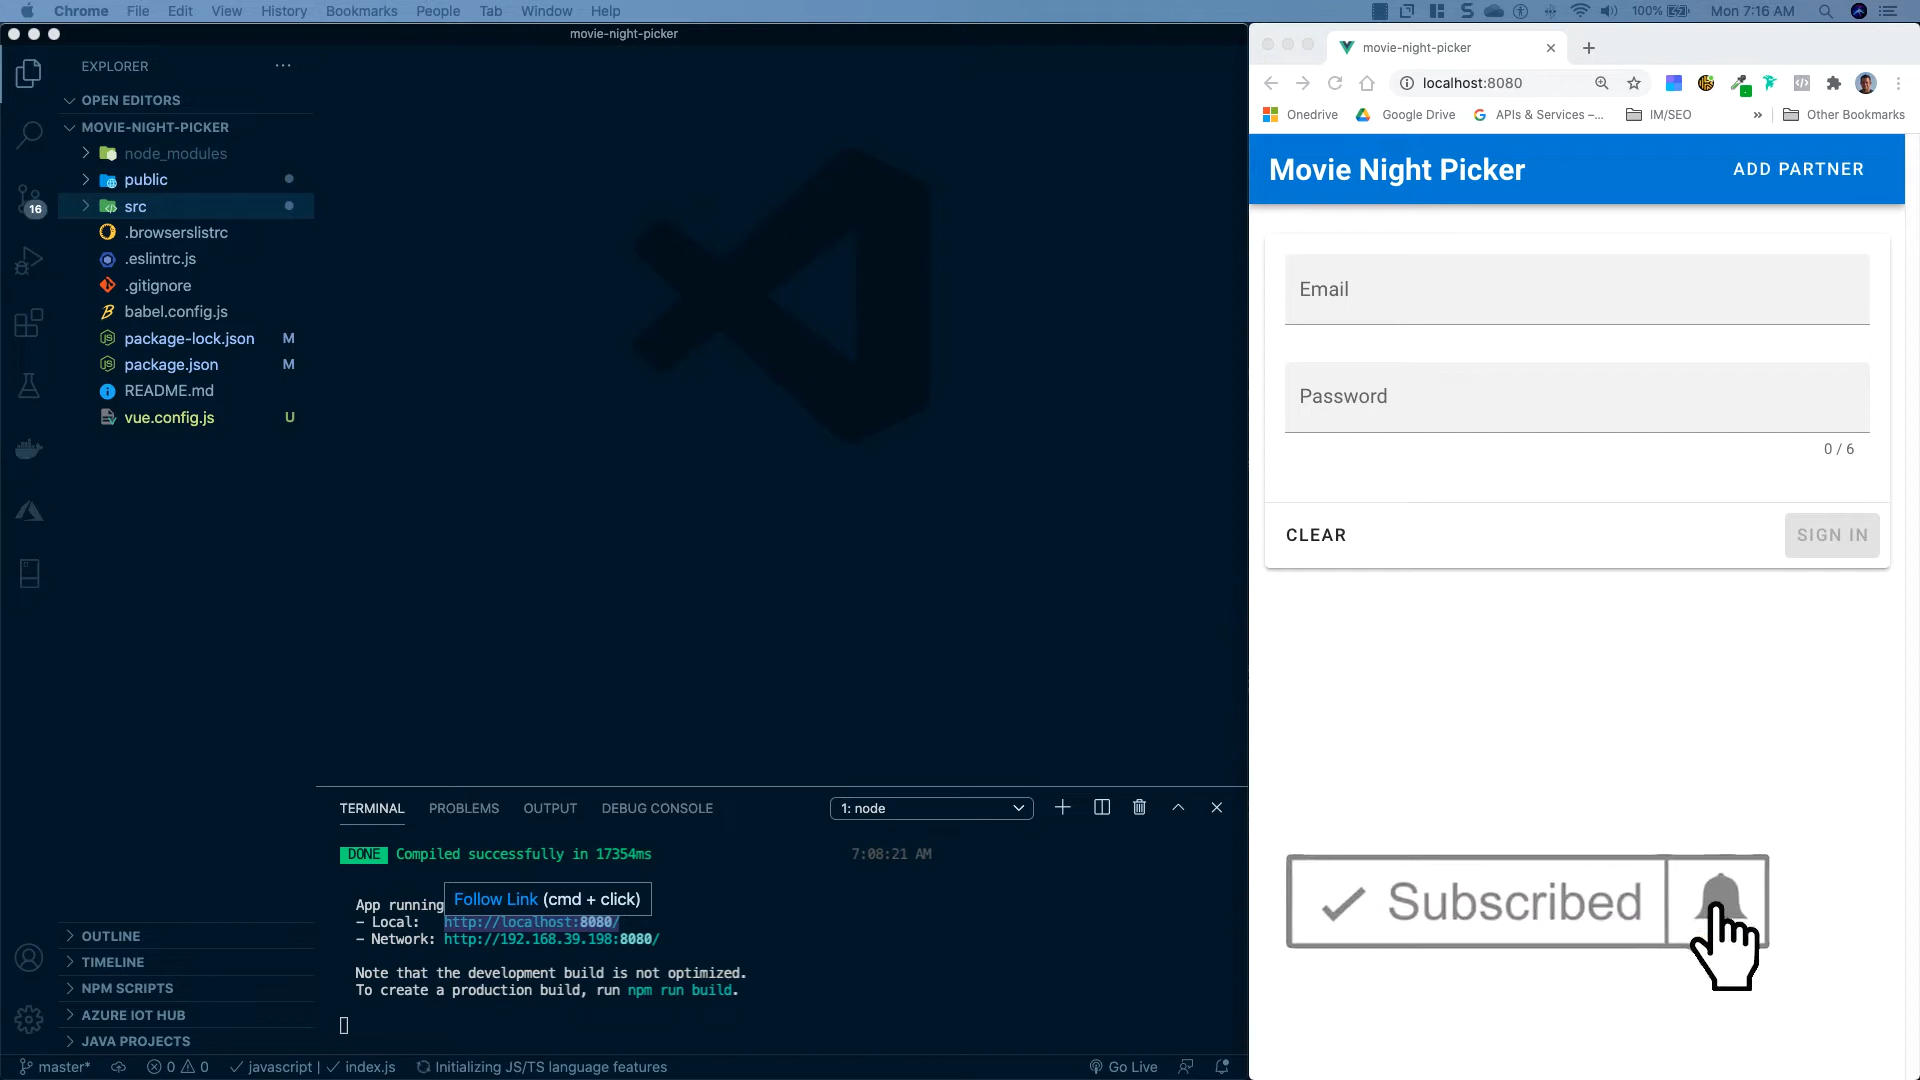 Chrome File Edit View History Bookmarks People Tab Window Help
100% Mon 7:16 AM
movie-night-picker
EXPLORER
OPEN EDITORS
MOVIE-NIGHT-PICKER
node_modules
public
src
16
.browserslistrc
.eslintrc.js
.gitignore
babel.config.js
package-lock.json M
package.json M
README.md
vue.config.js U
OUTLINE
TIMELINE
NPM SCRIPTS
AZURE IOT HUB
JAVA PROJECTS
TERMINAL PROBLEMS OUTPUT DEBUG CONSOLE 1: node
DONE Compiled successfully in 17354ms 7:08:21 AM
Follow Link (cmd + click)
App running
- Local: http://localhost:8080/
- Network: http://192.168.39.198:8080/
Note that the development build is not optimized.
To create a production build, run npm run build.
master* 0 0 javascript | index.js Initializing JS/TS language features Go Live
movie-night-picker
localhost:8080
Onedrive Google Drive APIs & Services –... IM/SEO » Other Bookmarks
Movie Night Picker ADD PARTNER
Email
Password
0 / 6
CLEAR SIGN IN
Subscribed